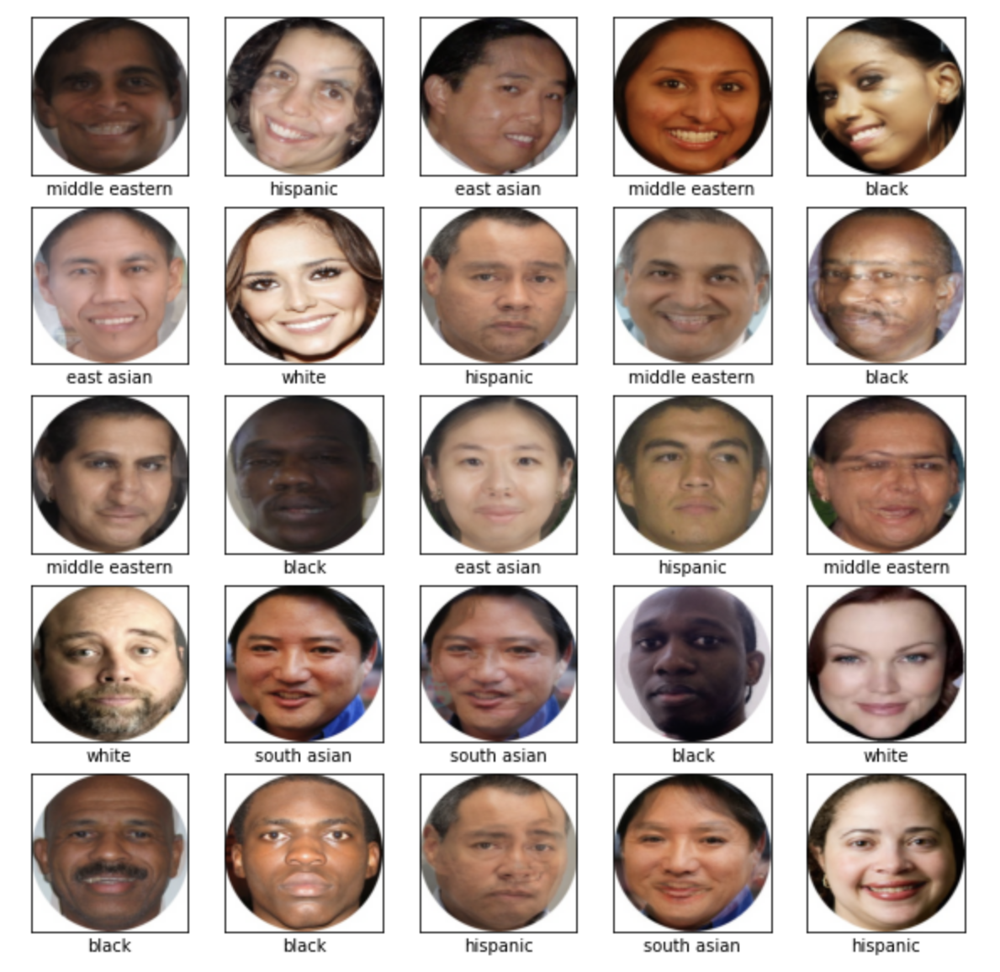 middle eastern hispanic east asian middle eastern black
east asian white hispanic middle eastern black
middle eastern black east asian hispanic middle eastern
white south asian south asian black white
black black hispanic south asian hispanic